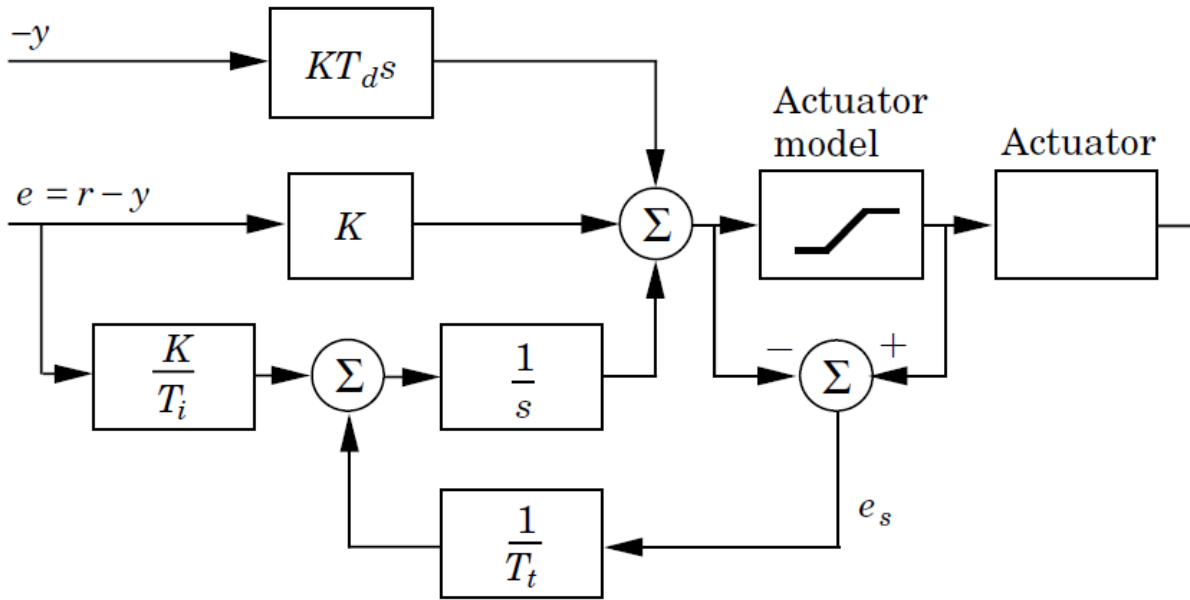 −y
KT_d s
Actuator
model
Actuator
e = r − y
K
Σ
K
T_i
Σ
1
s
−
+
Σ
1
T_t
e_s